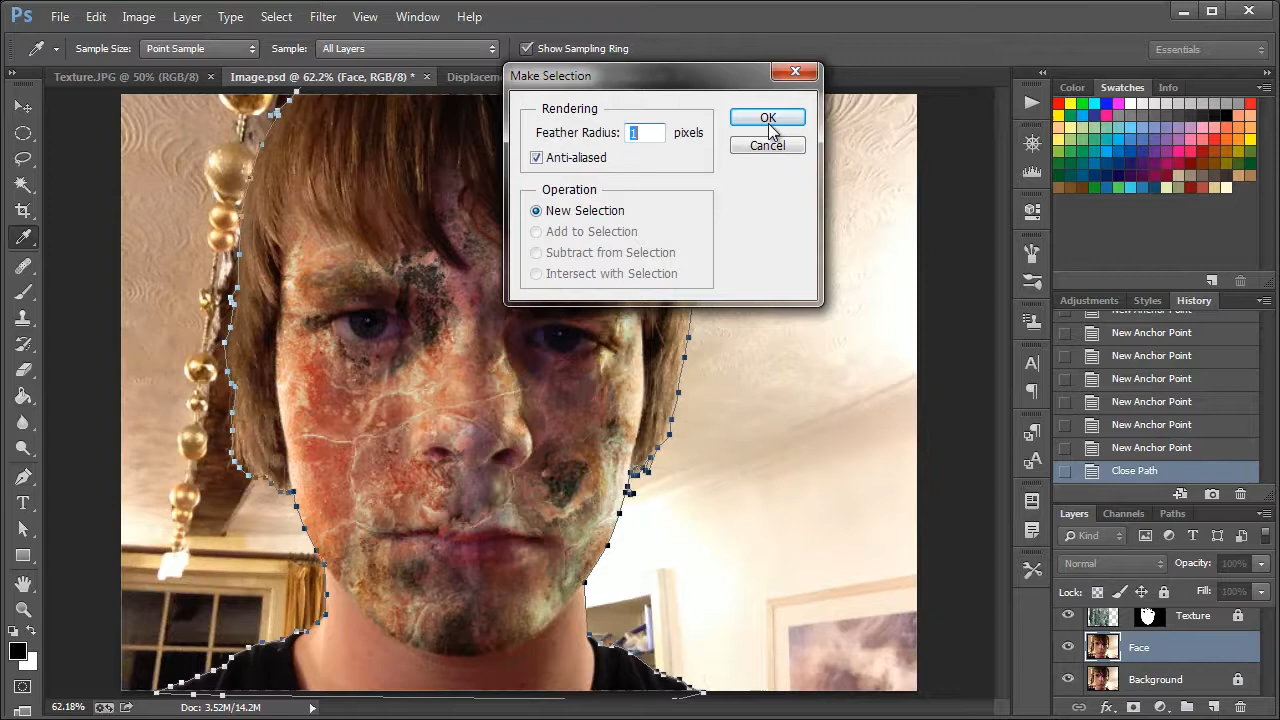 Ps File Edit Image Layer Type Select Filter View Window Help
Sample Size: Point Sample Sample: All Layers Show Sampling Ring Essentials
Texture.JPG @ 50% (RGB/8) × Image.psd @ 62.2% (Face, RGB/8) * × Displacem
Make Selection
Rendering
Feather Radius: 1 pixels
Anti-aliased
OK
Cancel
Operation
New Selection
Add to Selection
Subtract from Selection
Intersect with Selection
Color Swatches Info
Adjustments Styles History
New Anchor Point
New Anchor Point
New Anchor Point
New Anchor Point
New Anchor Point
New Anchor Point
New Anchor Point
Close Path
Layers Channels Paths
Kind
Normal Opacity: 100%
Lock: Fill: 100%
Texture
Face
Background
62.18% Doc: 3.52M/14.2M